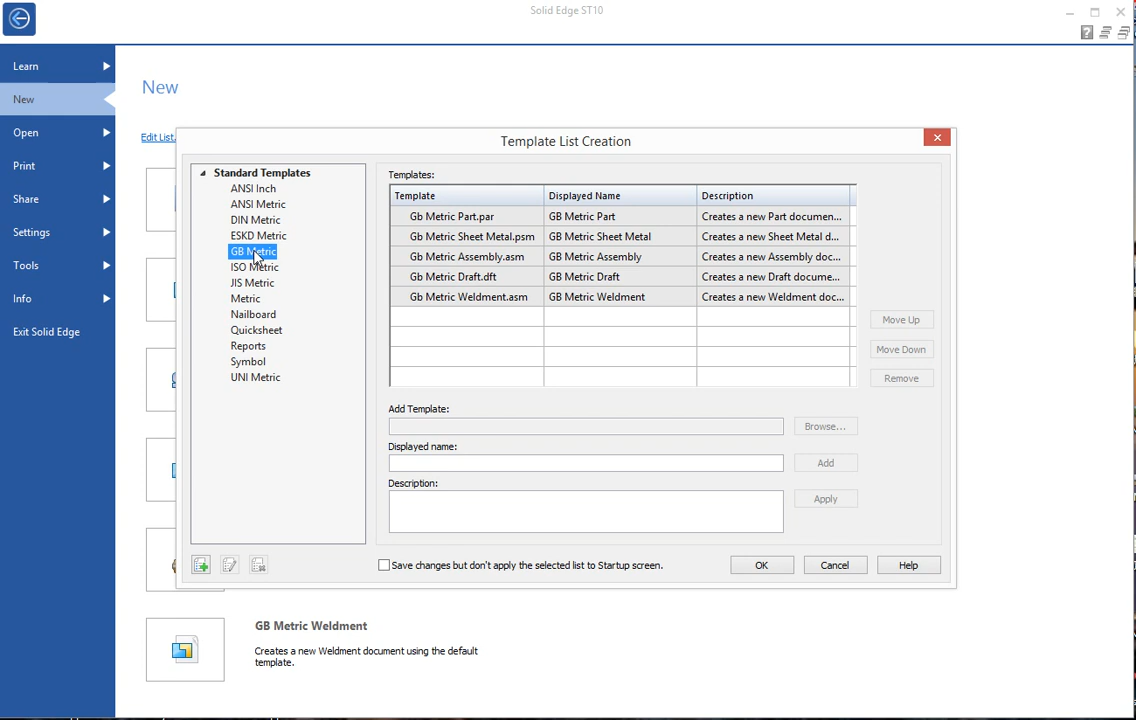 Solid Edge ST10
Learn
New
Open
Print
Share
Settings
Tools
Info
Exit Solid Edge
New
Edit List.
Template List Creation
Standard Templates
ANSI Inch
ANSI Metric
DIN Metric
ESKD Metric
GB Metric
ISO Metric
JIS Metric
Metric
Nailboard
Quicksheet
Reports
Symbol
UNI Metric
Templates:
Template Displayed Name Description
Gb Metric Part.par GB Metric Part Creates a new Part documen...
Gb Metric Sheet Metal.psm GB Metric Sheet Metal Creates a new Sheet Metal d...
Gb Metric Assembly.asm GB Metric Assembly Creates a new Assembly doc...
Gb Metric Draft.dft GB Metric Draft Creates a new Draft docume...
Gb Metric Weldment.asm GB Metric Weldment Creates a new Weldment doc...
Move Up
Move Down
Remove
Add Template:
Browse...
Displayed name:
Add
Description:
Apply
Save changes but don't apply the selected list to Startup screen.
OK Cancel Help
GB Metric Weldment
Creates a new Weldment document using the default
template.